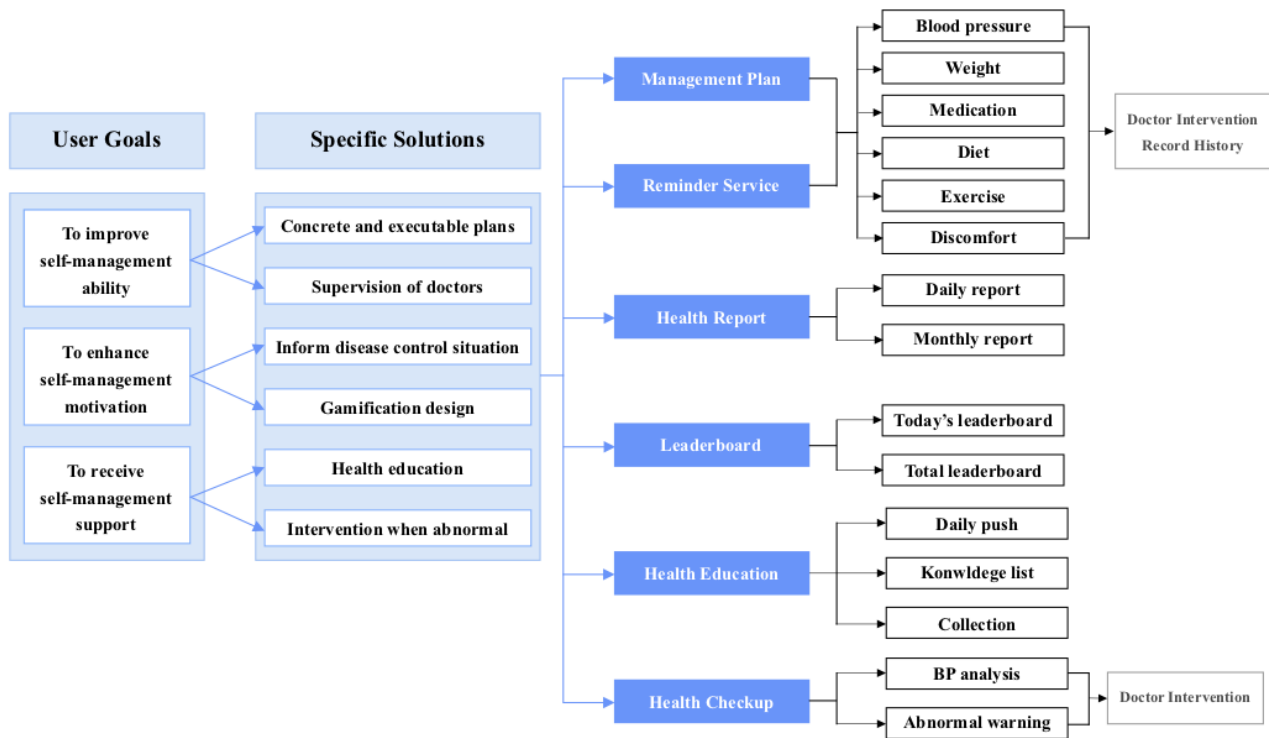 User Goals
To improve
self-management
ability
To enhance
self-management
motivation
To receive
self-management
support
Specific Solutions
Concrete and executable plans
Supervision of doctors
Inform disease control situation
Gamification design
Health education
Intervention when abnormal
Management Plan
Reminder Service
Health Report
Leaderboard
Health Education
Health Checkup
Blood pressure
Weight
Medication
Diet
Exercise
Discomfort
Daily report
Monthly report
Today's leaderboard
Total leaderboard
Daily push
Konwldege list
Collection
BP analysis
Abnormal warning
Doctor Intervention
Record History
Doctor Intervention